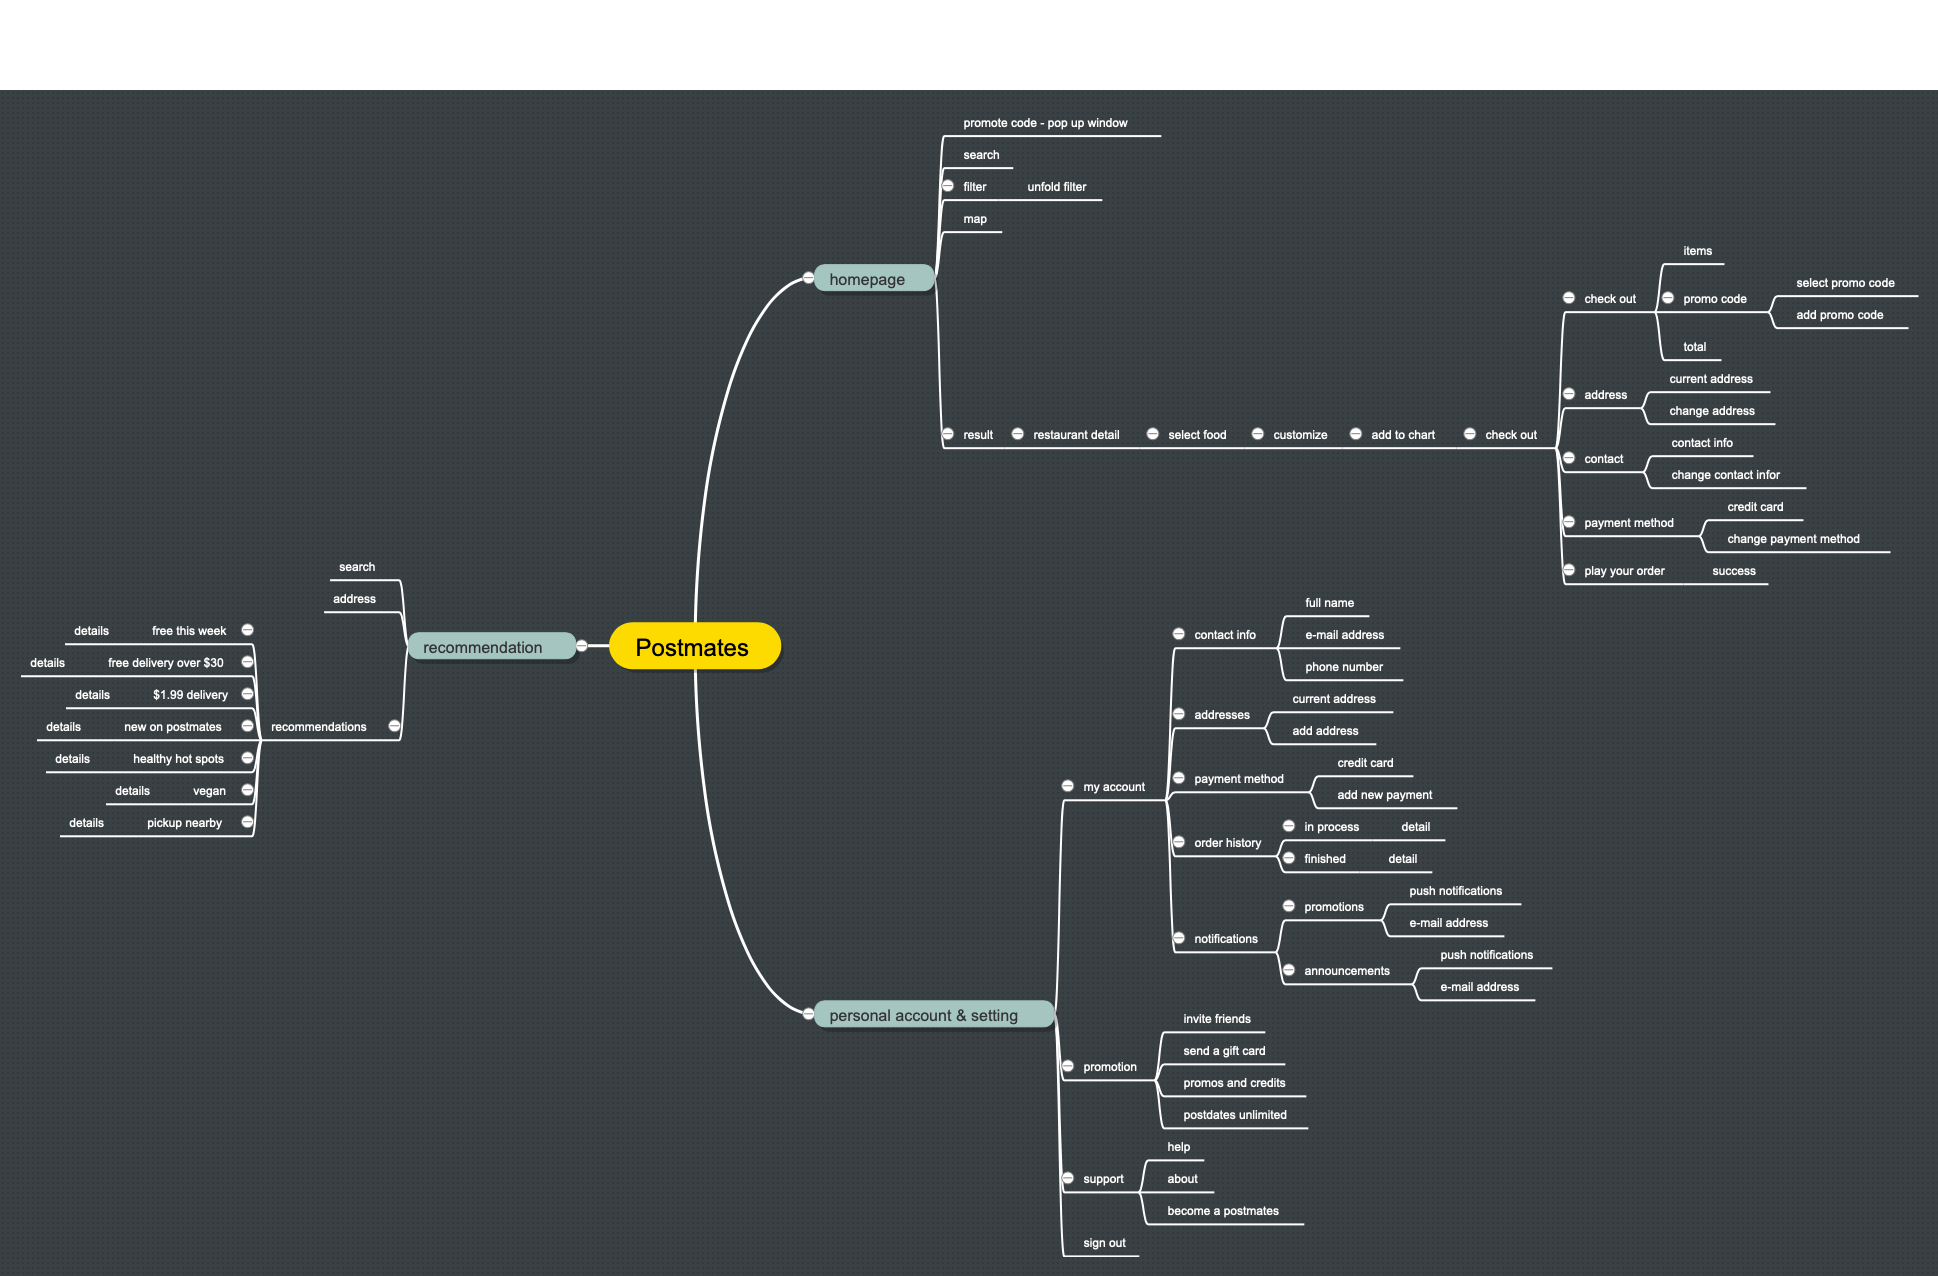 Postmates
homepage
promote code - pop up window
search
filter
unfold filter
map
result
restaurant detail
select food
customize
add to chart
check out
check out
items
promo code
select promo code
add promo code
total
address
current address
change address
contact
contact info
change contact infor
payment method
credit card
change payment method
play your order
success
recommendation
search
address
recommendations
free this week
details
free delivery over $30
details
$1.99 delivery
details
new on postmates
details
healthy hot spots
details
vegan
details
pickup nearby
details
personal account & setting
my account
contact info
full name
e-mail address
phone number
addresses
current address
add address
payment method
credit card
add new payment
order history
in process
detail
finished
detail
notifications
promotions
push notifications
e-mail address
announcements
push notifications
e-mail address
promotion
invite friends
send a gift card
promos and credits
postdates unlimited
support
help
about
become a postmates
sign out